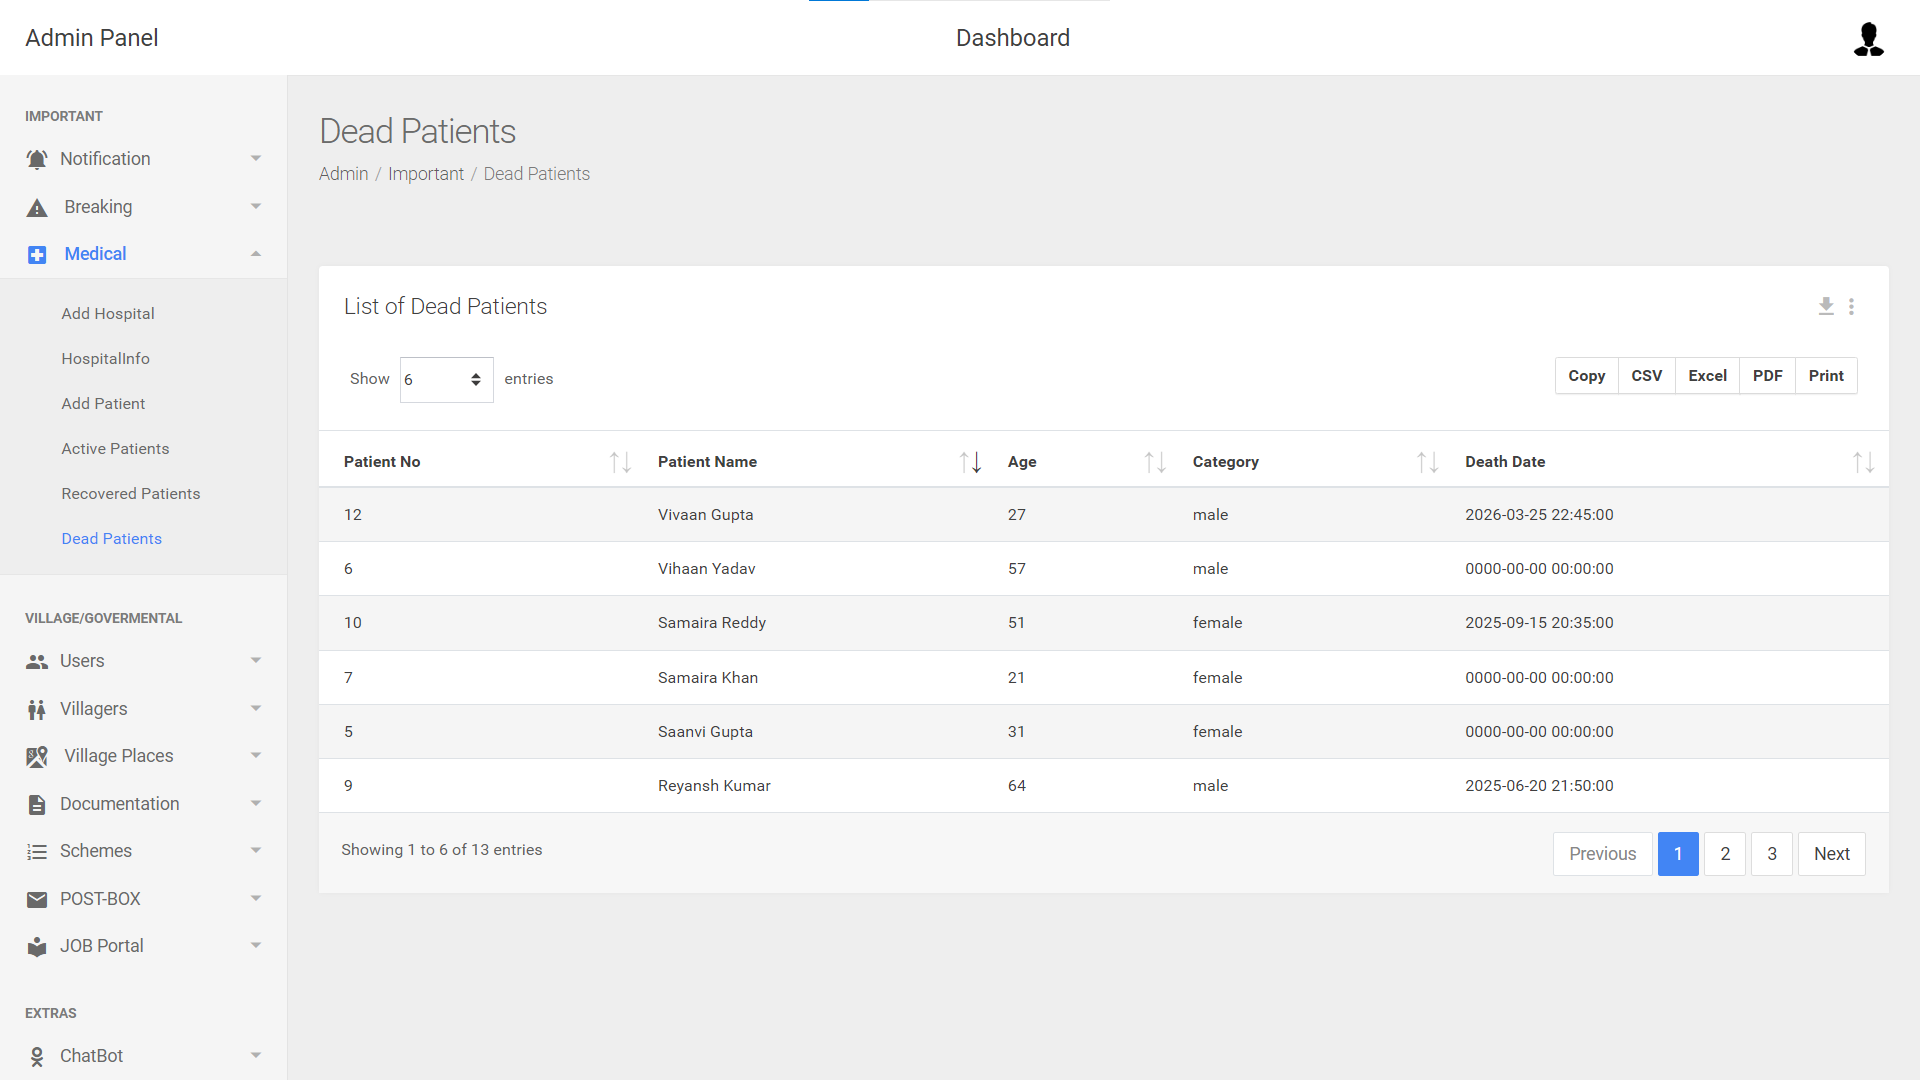 Admin Panel
Dashboard
IMPORTANT
Notification
Breaking
Medical
Add Hospital
HospitalInfo
Add Patient
Active Patients
Recovered Patients
Dead Patients
VILLAGE/GOVERMENTAL
Users
Villagers
Village Places
Documentation
Schemes
POST-BOX
JOB Portal
EXTRAS
ChatBot
Dead Patients
Admin / Important / Dead Patients
List of Dead Patients
Show 6 entries
Copy CSV Excel PDF Print
Patient No Patient Name Age Category Death Date
12 Vivaan Gupta 27 male 2026-03-25 22:45:00
6 Vihaan Yadav 57 male 0000-00-00 00:00:00
10 Samaira Reddy 51 female 2025-09-15 20:35:00
7 Samaira Khan 21 female 0000-00-00 00:00:00
5 Saanvi Gupta 31 female 0000-00-00 00:00:00
9 Reyansh Kumar 64 male 2025-06-20 21:50:00
Showing 1 to 6 of 13 entries
Previous 1 2 3 Next